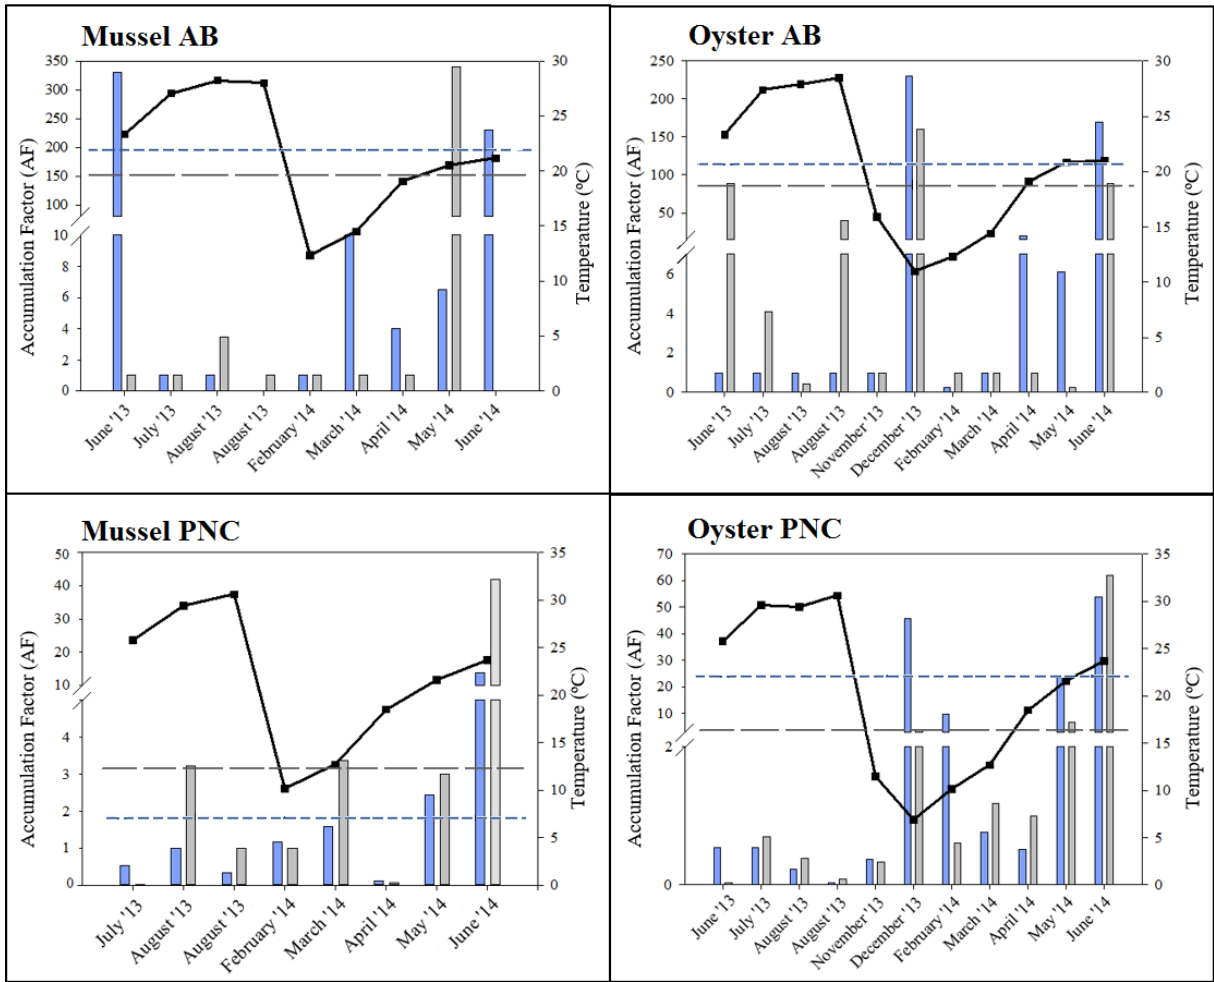 Mussel AB
Accumulation Factor (AF)
350
300
250
200
150
100
10
8
6
4
2
0
30
25
20
15
10
5
0
Temperature (ºC)
June '13
July '13
August '13
August '13
February '14
March '14
April '14
May '14
June '14
Oyster AB
Accumulation Factor (AF)
250
200
150
100
50
6
4
2
0
30
25
20
15
10
5
0
Temperature (ºC)
June '13
July '13
August '13
August '13
November '13
December '13
February '14
March '14
April '14
May '14
June '14
Mussel PNC
Accumulation Factor (AF)
50
40
30
20
10
4
3
2
1
0
35
30
25
20
15
10
5
0
Temperature (ºC)
July '13
August '13
August '13
February '14
March '14
April '14
May '14
June '14
Oyster PNC
Accumulation Factor (AF)
70
60
50
40
30
20
10
2
0
35
30
25
20
15
10
5
0
Temperature (ºC)
June '13
July '13
August '13
August '13
November '13
December '13
February '14
March '14
April '14
May '14
June '14